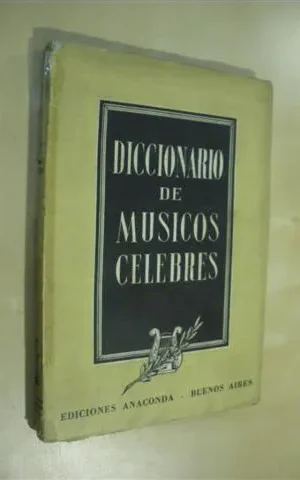 DICCIONARIO
DE
MUSICOS
CELEBRES
EDICIONES ANACONDA - BUENOS AIRES